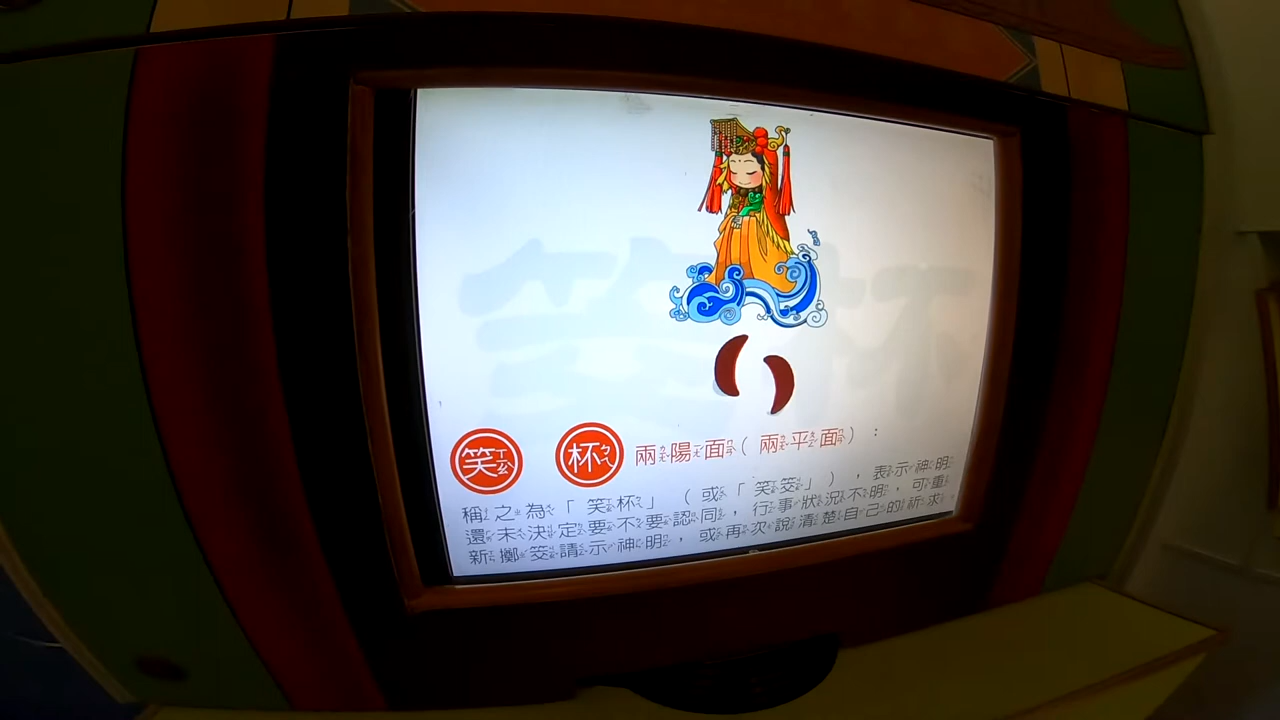 笑杯 兩陽面(兩平面):
稱之為「笑杯」(或「笑筊」),表示神明
還未決定要不要認同,行事狀況不明,可重
新擲筊請示神明,或再次說清楚自己的祈求。